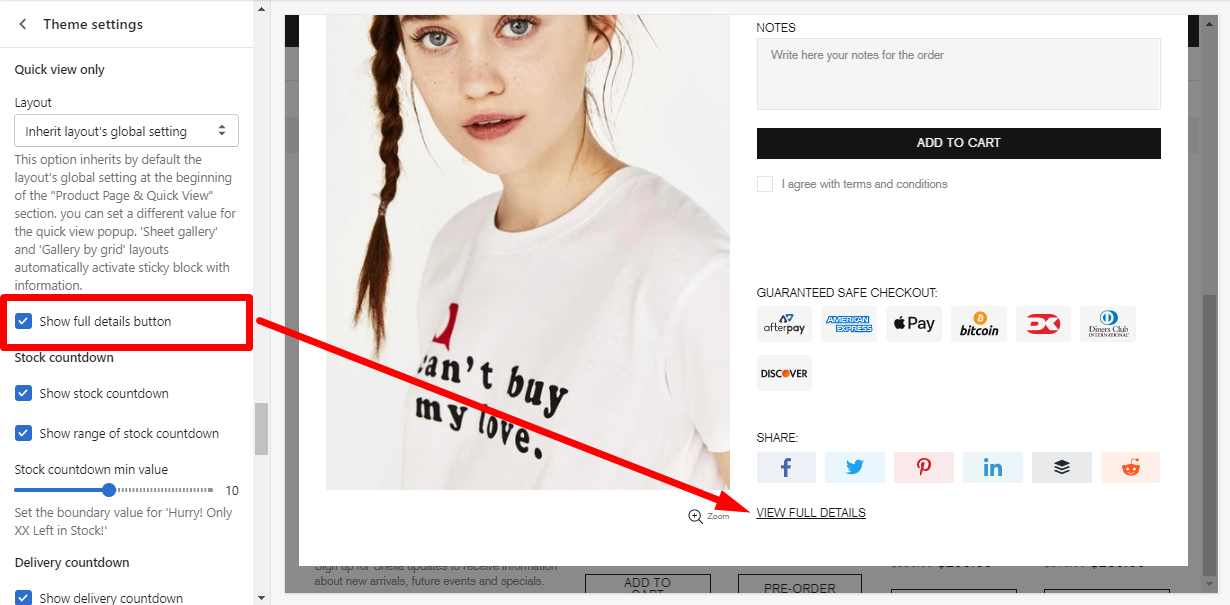 Theme settings
Quick view only
Layout
Inherit layout's global setting
This option inherits by default the
layout's global setting at the beginning
of the "Product Page & Quick View"
section. you can set a different value for
the quick view popup. 'Sheet gallery'
and 'Gallery by grid' layouts
automatically activate sticky block with
information.
Show full details button
Stock countdown
Show stock countdown
Show range of stock countdown
Stock countdown min value
10
Set the boundary value for 'Hurry! Only
XX Left in Stock!'
Delivery countdown
Show delivery countdown
can't buy
my love.
Zoom
NOTES
Write here your notes for the order
ADD TO CART
I agree with terms and conditions
GUARANTEED SAFE CHECKOUT:
afterpay
AMERICAN
EXPRESS
Pay
bitcoin
Diners Club
INTERNATIONAL
DISCOVER
SHARE:
in
VIEW FULL DETAILS
Sign up for Shella updates to receive information
about new arrivals, future events and specials.
ADD TO
CART
PRE-ORDER